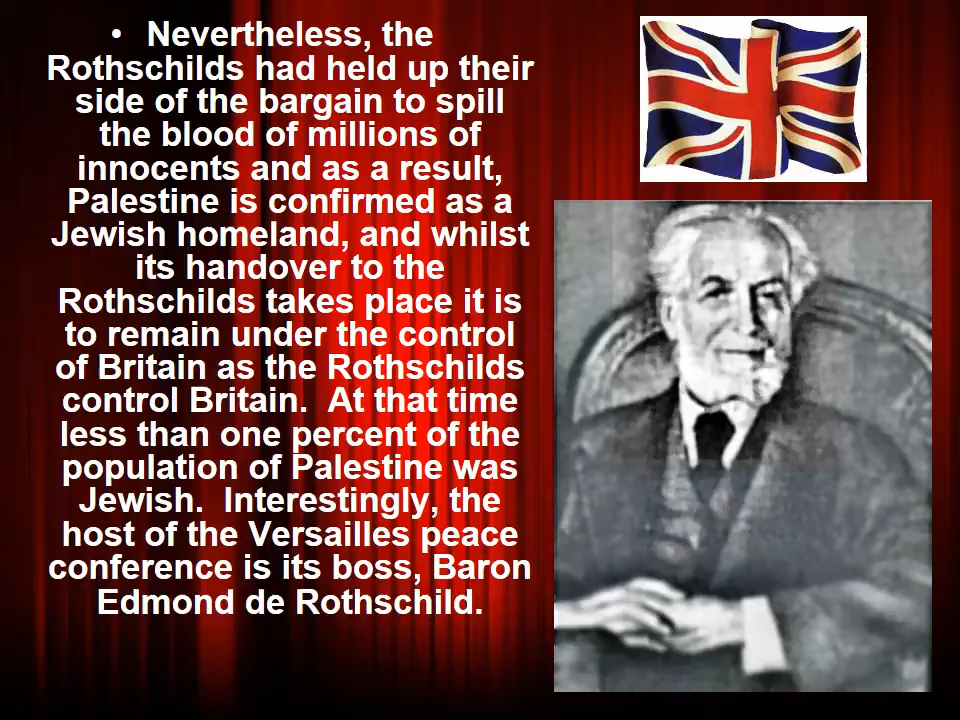 • Nevertheless, the
Rothschilds had held up their
side of the bargain to spill
the blood of millions of
innocents and as a result,
Palestine is confirmed as a
Jewish homeland, and whilst
its handover to the
Rothschilds takes place it is
to remain under the control
of Britain as the Rothschilds
control Britain.  At that time
less than one percent of the
population of Palestine was
Jewish.  Interestingly, the
host of the Versailles peace
conference is its boss, Baron
Edmond de Rothschild.